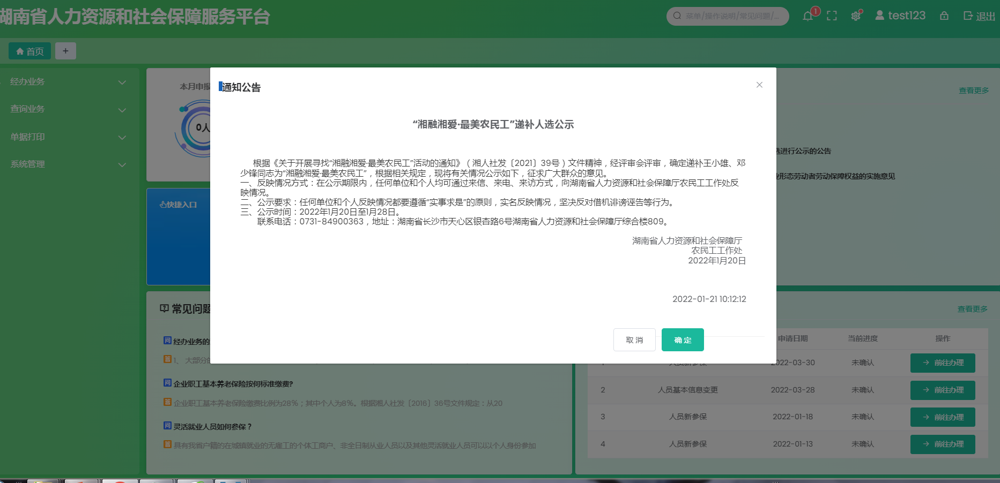 湖南省人力资源和社会保障服务平台
菜单/操作说明/常见问题/...
1
test123
退出
首页
+
经办业务
查询业务
单据打印
系统管理
本月申报
0人
快捷入口
查看更多
选进行公示的公告
业形态劳动者劳动保障权益的实施意见
通知公告
“湘融湘爱·最美农民工”递补人选公示
根据《关于开展寻找“湘融湘爱·最美农民工”活动的通知》（湘人社发〔2021〕39号）文件精神，经评审会评审，确定递补王小雄、邓
少锋同志为“湘融湘爱·最美农民工”，根据相关规定，现将有关情况公示如下，征求广大群众的意见。
一、反映情况方式：在公示期限内，任何单位和个人均可通过来信、来电、来访方式，向湖南省人力资源和社会保障厅农民工工作处反
映情况。
二、公示要求：任何单位和个人反映情况都要遵循“实事求是”的原则，实名反映情况，坚决反对借机诽谤诬告等行为。
三、公示时间：2022年1月20日至1月28日。
联系电话：0731-84900363，地址：湖南省长沙市天心区银杏路6号湖南省人力资源和社会保障厅综合楼809。
湖南省人力资源和社会保障厅
农民工工作处
2022年1月20日
2022-01-21 10:12:12
取消
确定
常见问题
问 经办业务的
答 1、 大部分
问 企业职工基本养老保险按何标准缴费?
答 企业职工基本养老保险缴费比例为28%；其中个人为8%。根据湘人社发〔2016〕36号文件规定：从20
问 灵活就业人员如何参保？
答 具有我省户籍的在城镇就业的无雇工的个体工商户、非全日制从业人员以及其他灵活就业人员可以以个人身份参加
查看更多
申请日期 当前进度 操作
1 人员新参保 2022-03-30 未确认 前往办理
2 人员基本信息变更 2022-03-28 未确认 前往办理
3 人员新参保 2022-01-18 未确认 前往办理
4 人员新参保 2022-01-13 未确认 前往办理